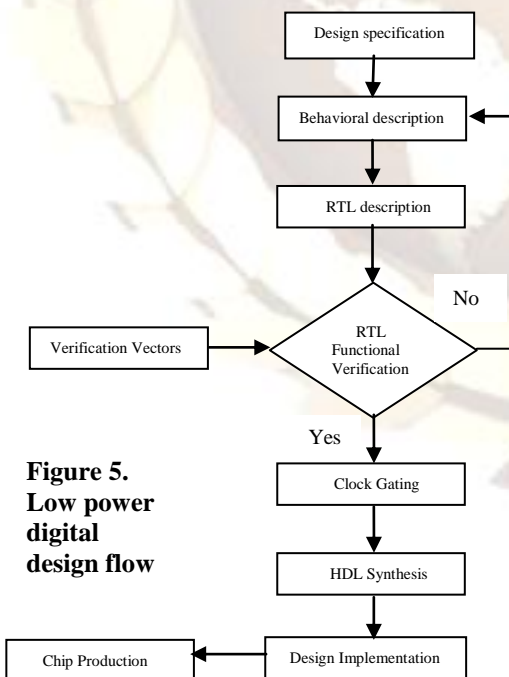 Design specification
Behavioral description
RTL description
No
RTL
Functional
Verification
Verification Vectors
Yes
Figure 5.
Low power
digital
design flow
Clock Gating
HDL Synthesis
Design Implementation
Chip Production